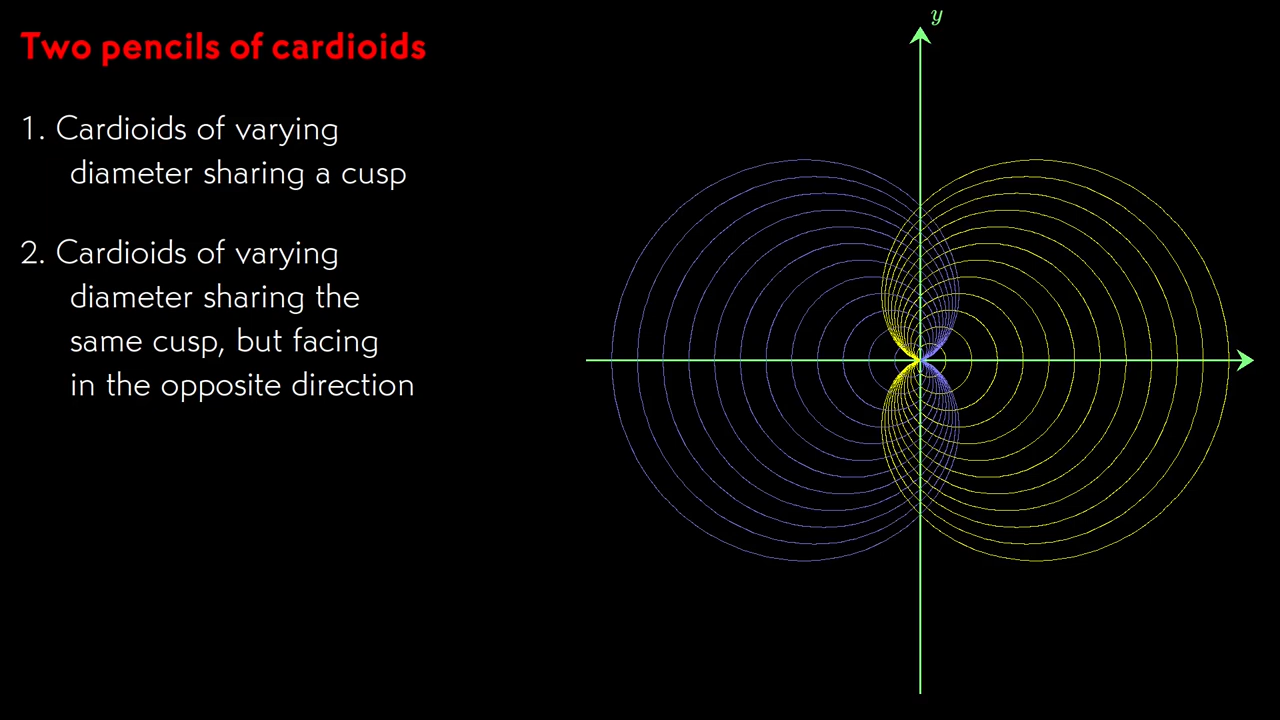 Two pencils of cardioids
1. Cardioids of varying
diameter sharing a cusp
2. Cardioids of varying
diameter sharing the
same cusp, but facing
in the opposite direction
y